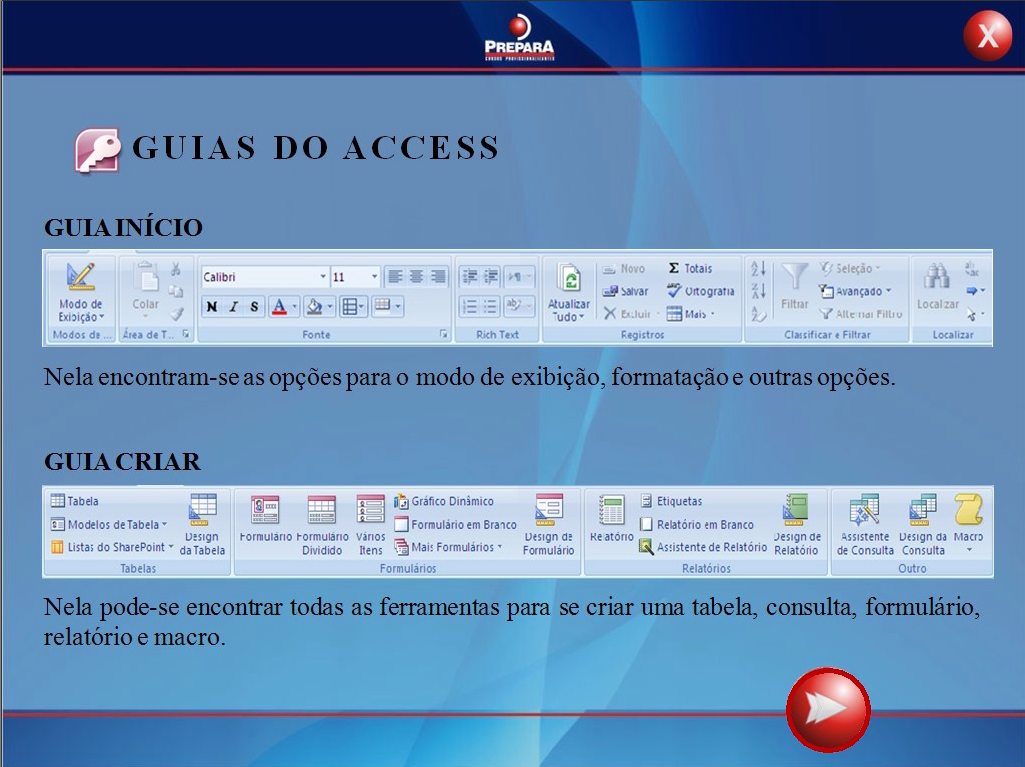 PREPARA
CURSOS PROFISSIONALIZANTES
X
GUIAS DO ACCESS
GUIA INÍCIO
Modo de Exibição
Modos de ...
Colar
Área de T...
Calibri 11
N I S A
Fonte
Rich Text
Atualizar Tudo
Novo
Salvar
Excluir
Totais
Ortografia
Mais
Registros
Filtrar
Seleção
Avançado
Alternar Filtro
Classificar e Filtrar
Localizar
Localizar
Nela encontram-se as opções para o modo de exibição, formatação e outras opções.
GUIA CRIAR
Tabela
Modelos de Tabela
Listas do SharePoint
Design da Tabela
Tabelas
Formulário
Formulário Dividido
Vários Itens
Gráfico Dinâmico
Formulário em Branco
Mais Formulários
Design de Formulário
Formulários
Relatório
Etiquetas
Relatório em Branco
Assistente de Relatório
Design de Relatório
Relatórios
Assistente de Consulta
Design da Consulta
Macro
Outro
Nela pode-se encontrar todas as ferramentas para se criar uma tabela, consulta, formulário,
relatório e macro.